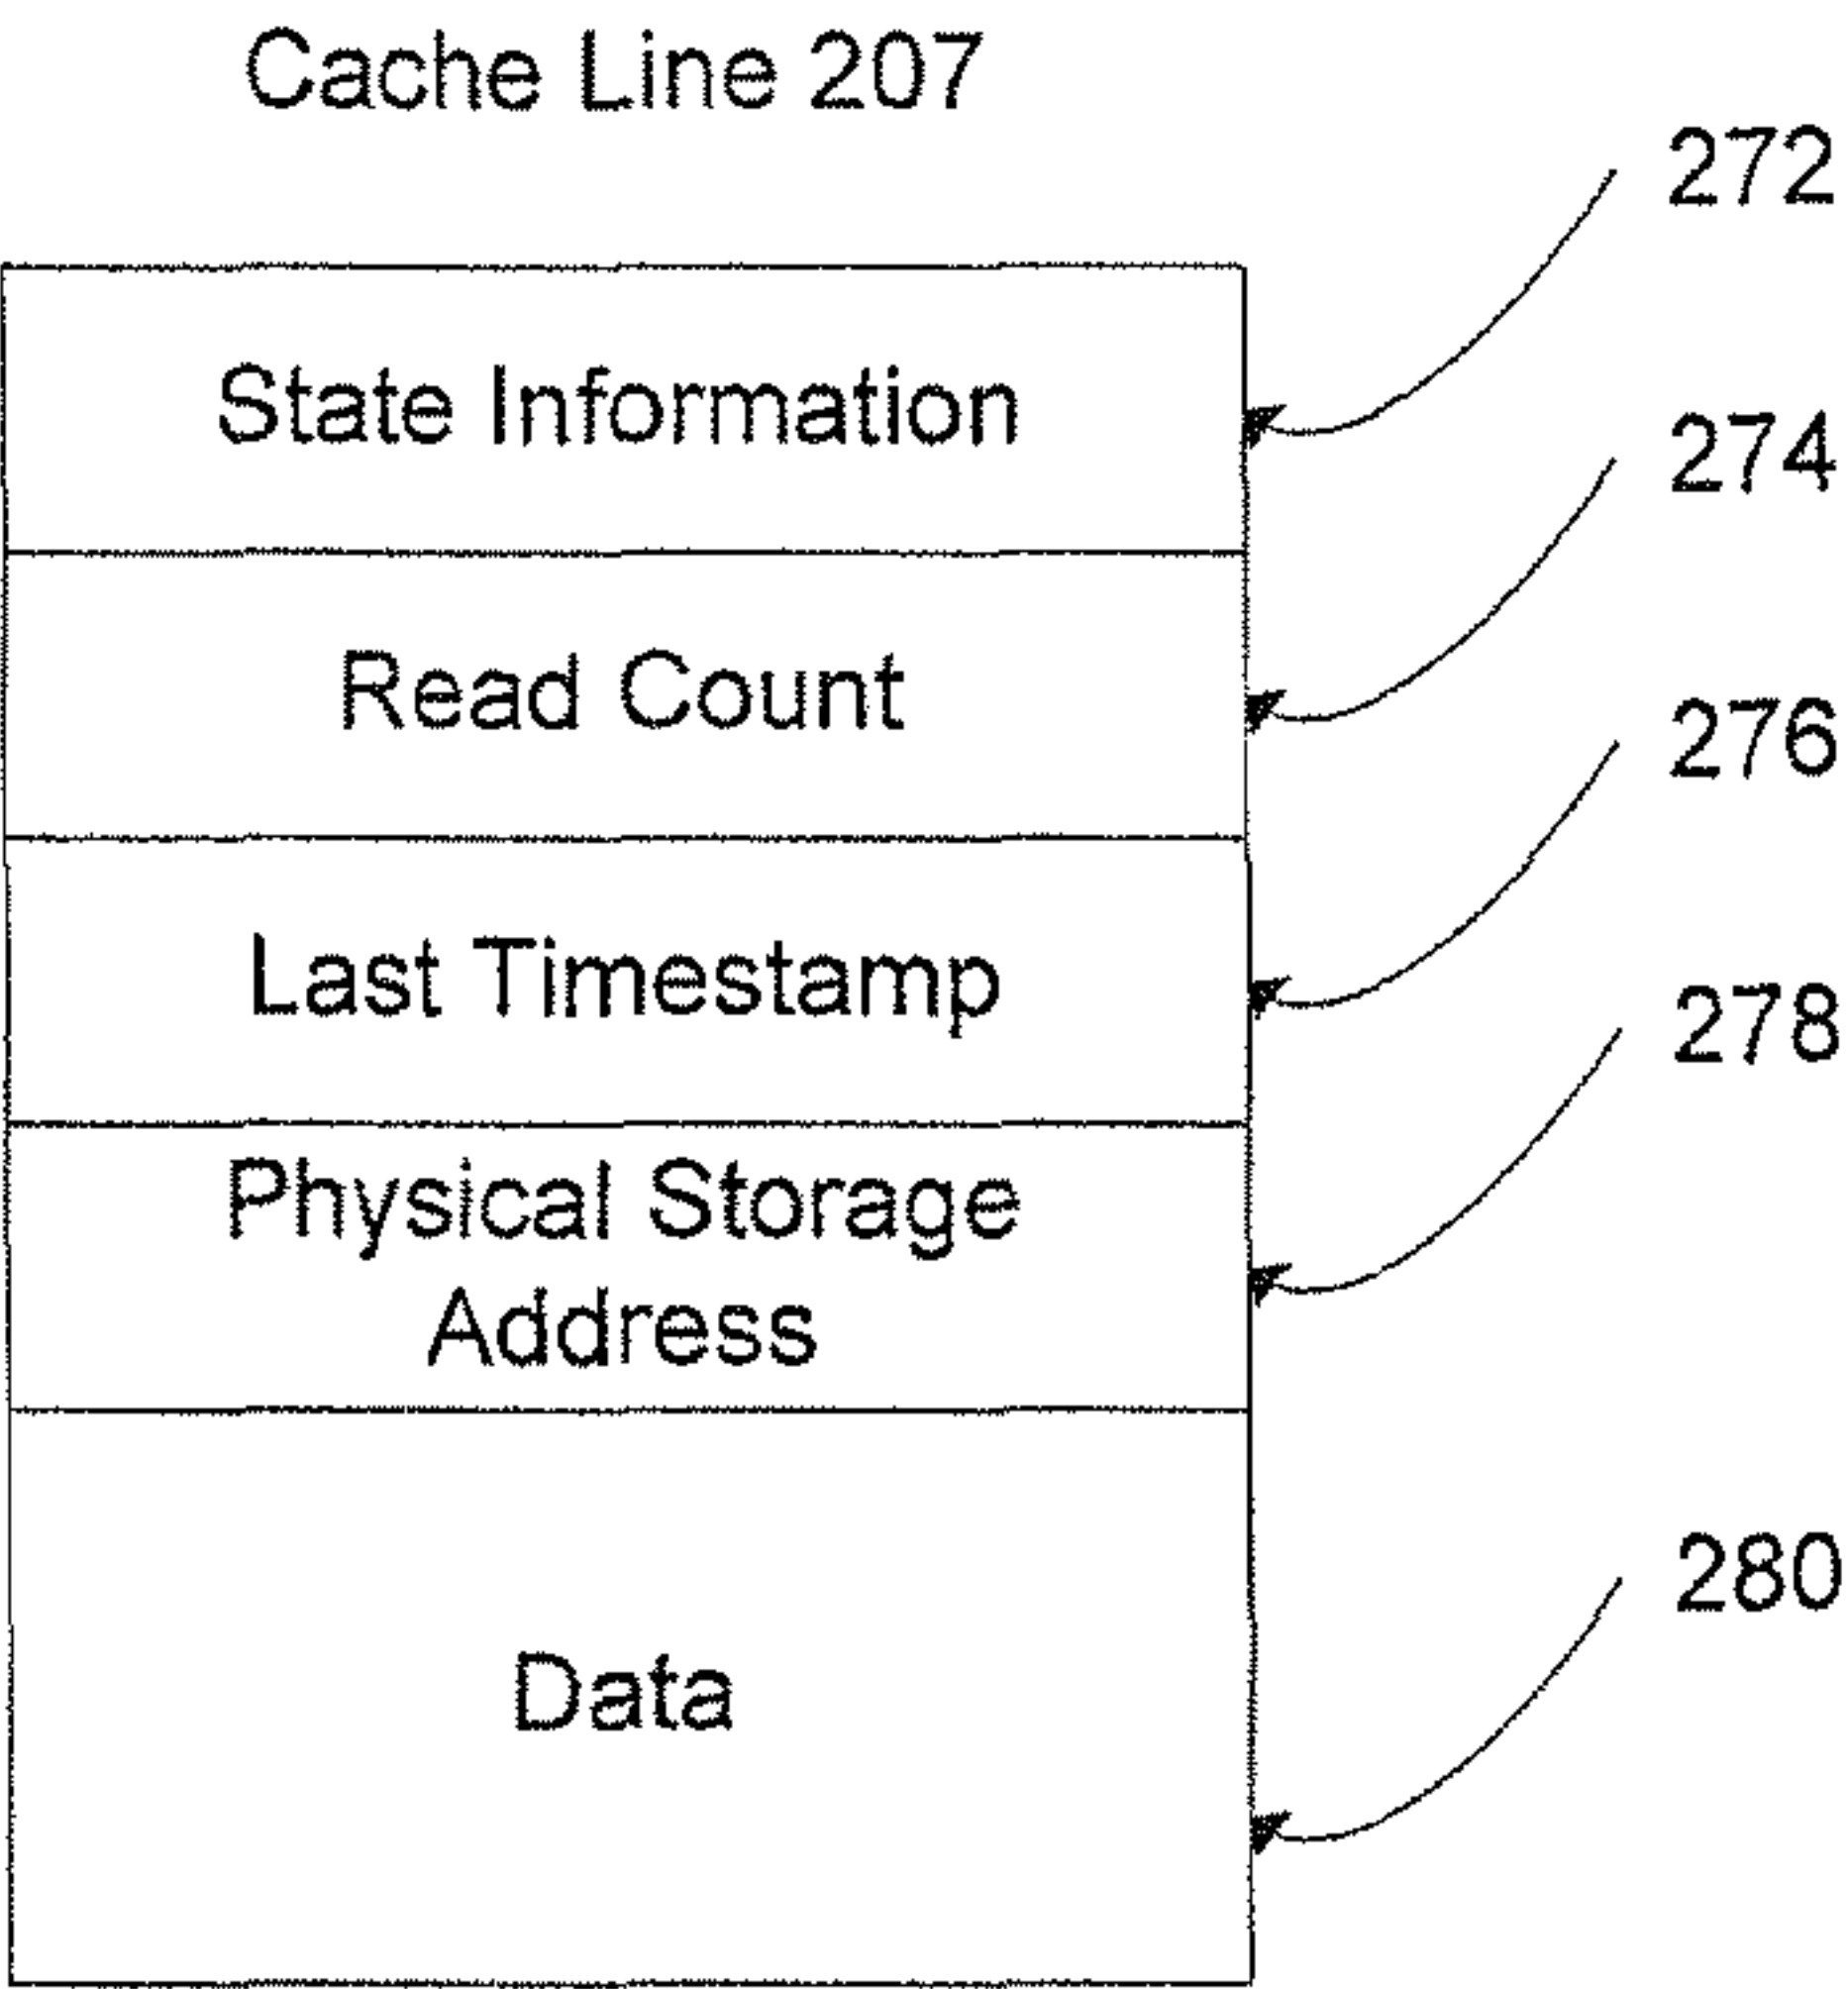 Cache Line 207
272
State Information
274
Read Count
276
Last Timestamp
278
Physical Storage
Address
280
Data